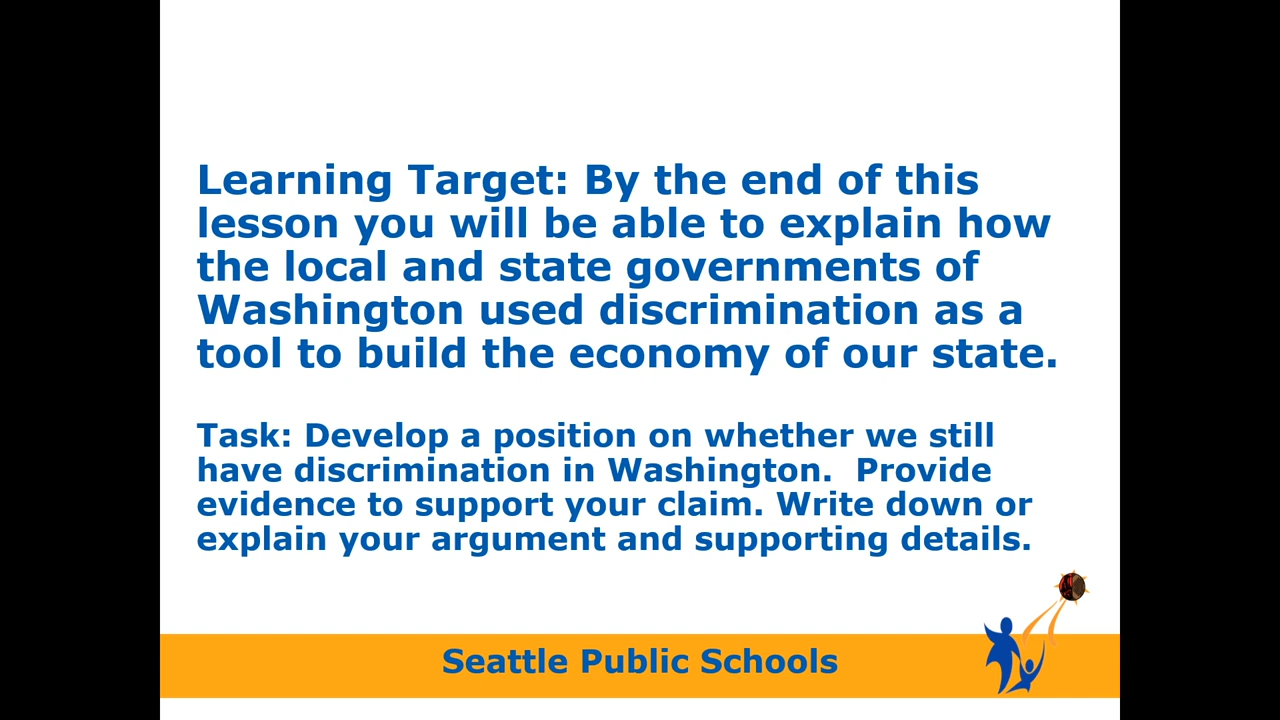 Learning Target: By the end of this
lesson you will be able to explain how
the local and state governments of
Washington used discrimination as a
tool to build the economy of our state.
Task: Develop a position on whether we still
have discrimination in Washington.  Provide
evidence to support your claim. Write down or
explain your argument and supporting details.
Seattle Public Schools